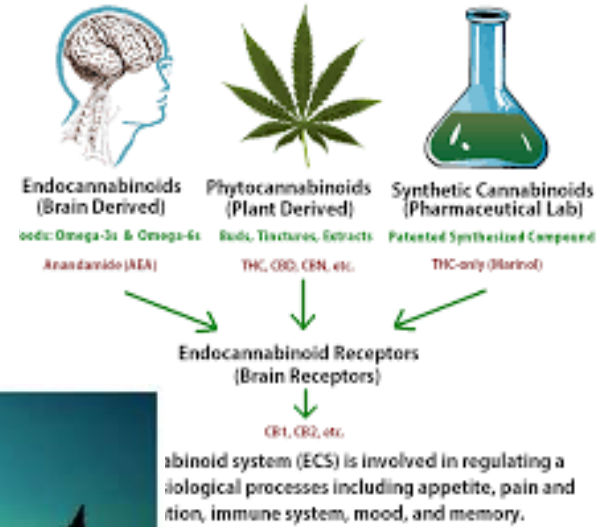 Endocannabinoids
(Brain Derived)
oods: Omega-3s & Omega-6s
Anandamide (AEA)
Phytocannabinoids
(Plant Derived)
Buds, Tinctures, Extracts
THC, CBD, CBN, etc.
Synthetic Cannabinoids
(Pharmaceutical Lab)
Patented Synthesized Compound
THC-only (Marinol)
Endocannabinoid Receptors
(Brain Receptors)
CB1, CB2, etc.
abinoid system (ECS) is involved in regulating a
iological processes including appetite, pain and
tion, immune system, mood, and memory.